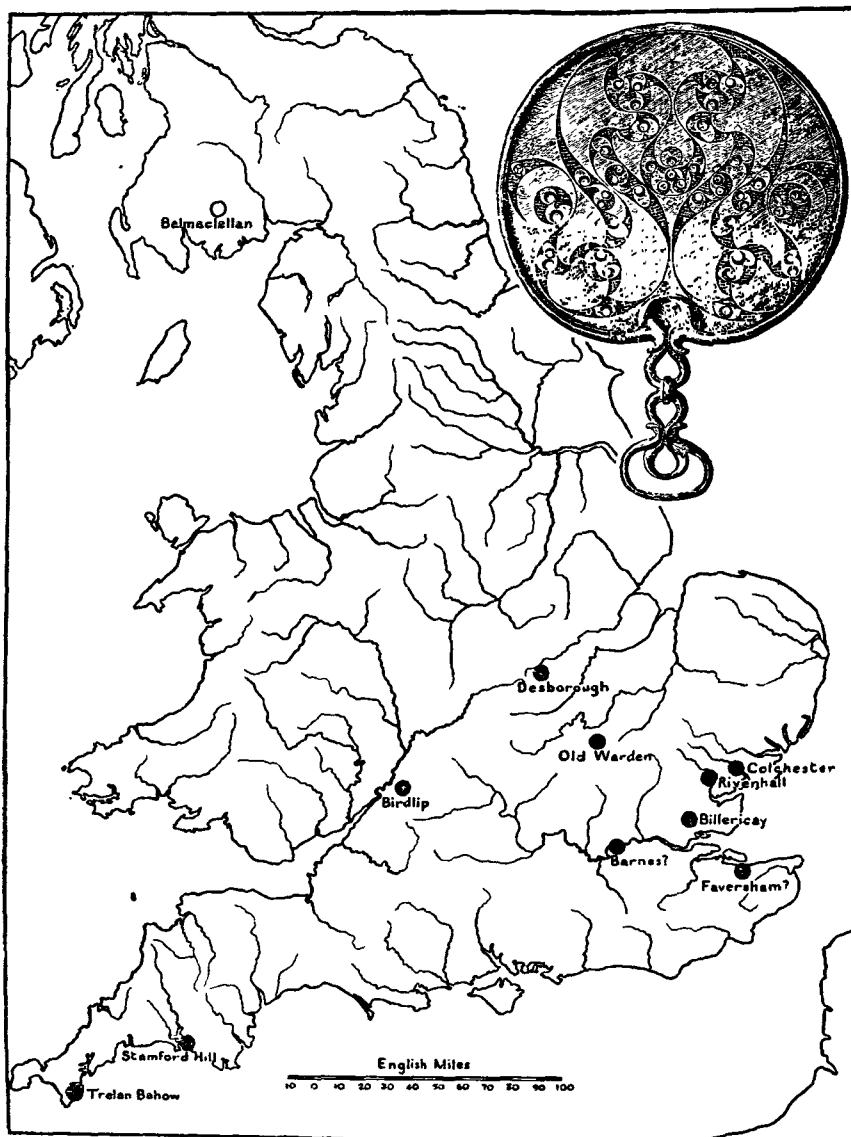 Balmaclellan
Desborough
Old Warden
Colchester
Rivenhall
Birdlip
Billericay
Barnes?
Faversham?
Stamford Hill
Trelan Bahow
English Miles
10 0 10 20 30 40 50 60 70 80 90 100